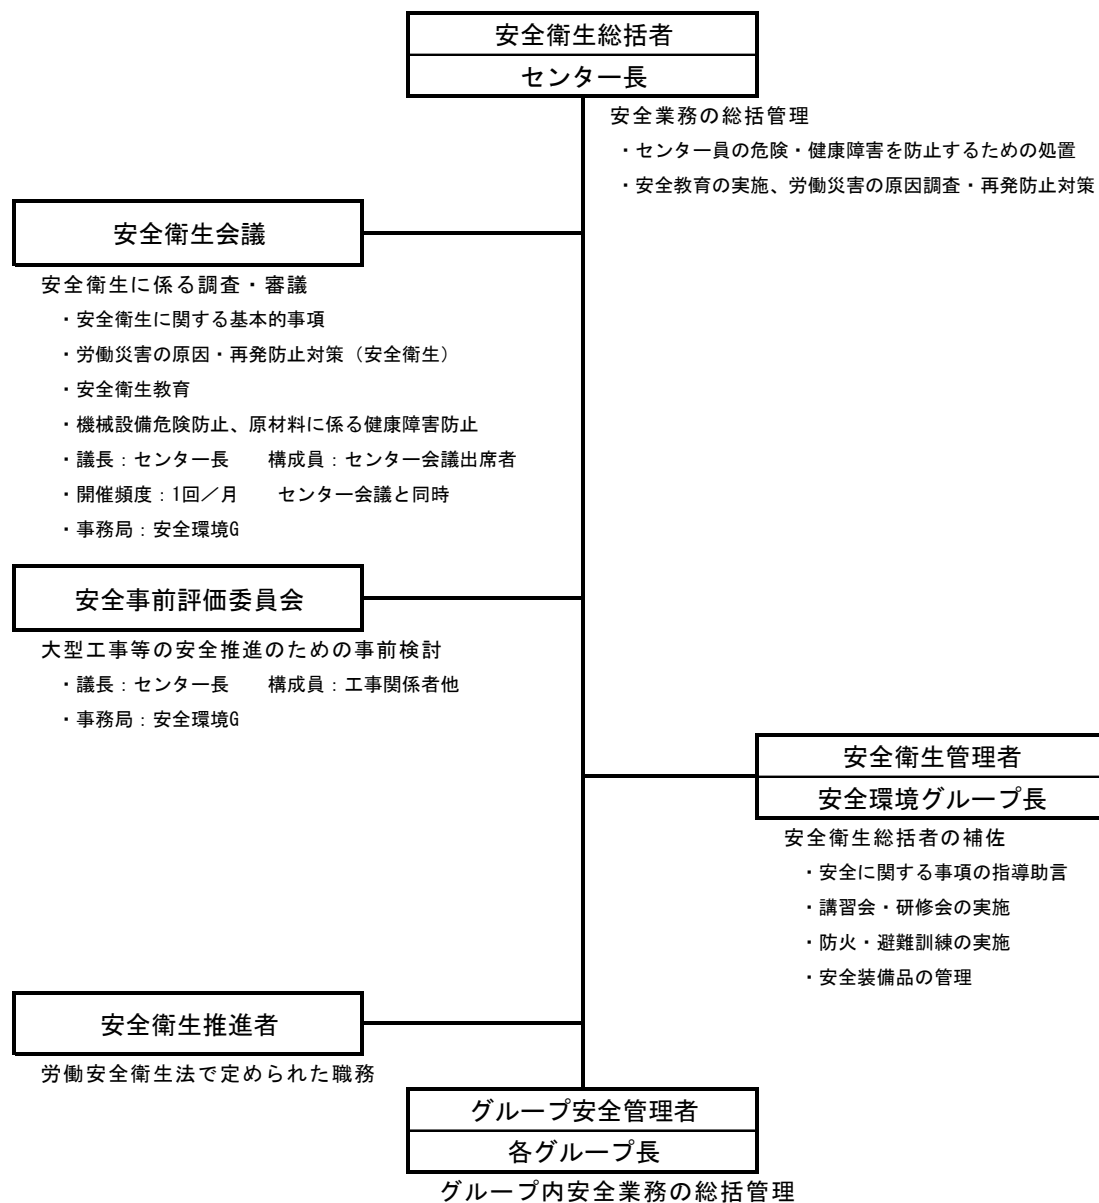 安全衛生総括者
センター長
安全業務の総括管理
・センター員の危険・健康障害を防止するための処置
・安全教育の実施、労働災害の原因調査・再発防止対策
安全衛生会議
安全衛生に係る調査・審議
・安全衛生に関する基本的事項
・労働災害の原因・再発防止対策（安全衛生）
・安全衛生教育
・機械設備危険防止、原材料に係る健康障害防止
・議長：センター長　　構成員：センター会議出席者
・開催頻度：1回／月　　センター会議と同時
・事務局：安全環境G
安全事前評価委員会
大型工事等の安全推進のための事前検討
・議長：センター長　　構成員：工事関係者他
・事務局：安全環境G
安全衛生管理者
安全環境グループ長
安全衛生総括者の補佐
・安全に関する事項の指導助言
・講習会・研修会の実施
・防火・避難訓練の実施
・安全装備品の管理
安全衛生推進者
労働安全衛生法で定められた職務
グループ安全管理者
各グループ長
グループ内安全業務の総括管理